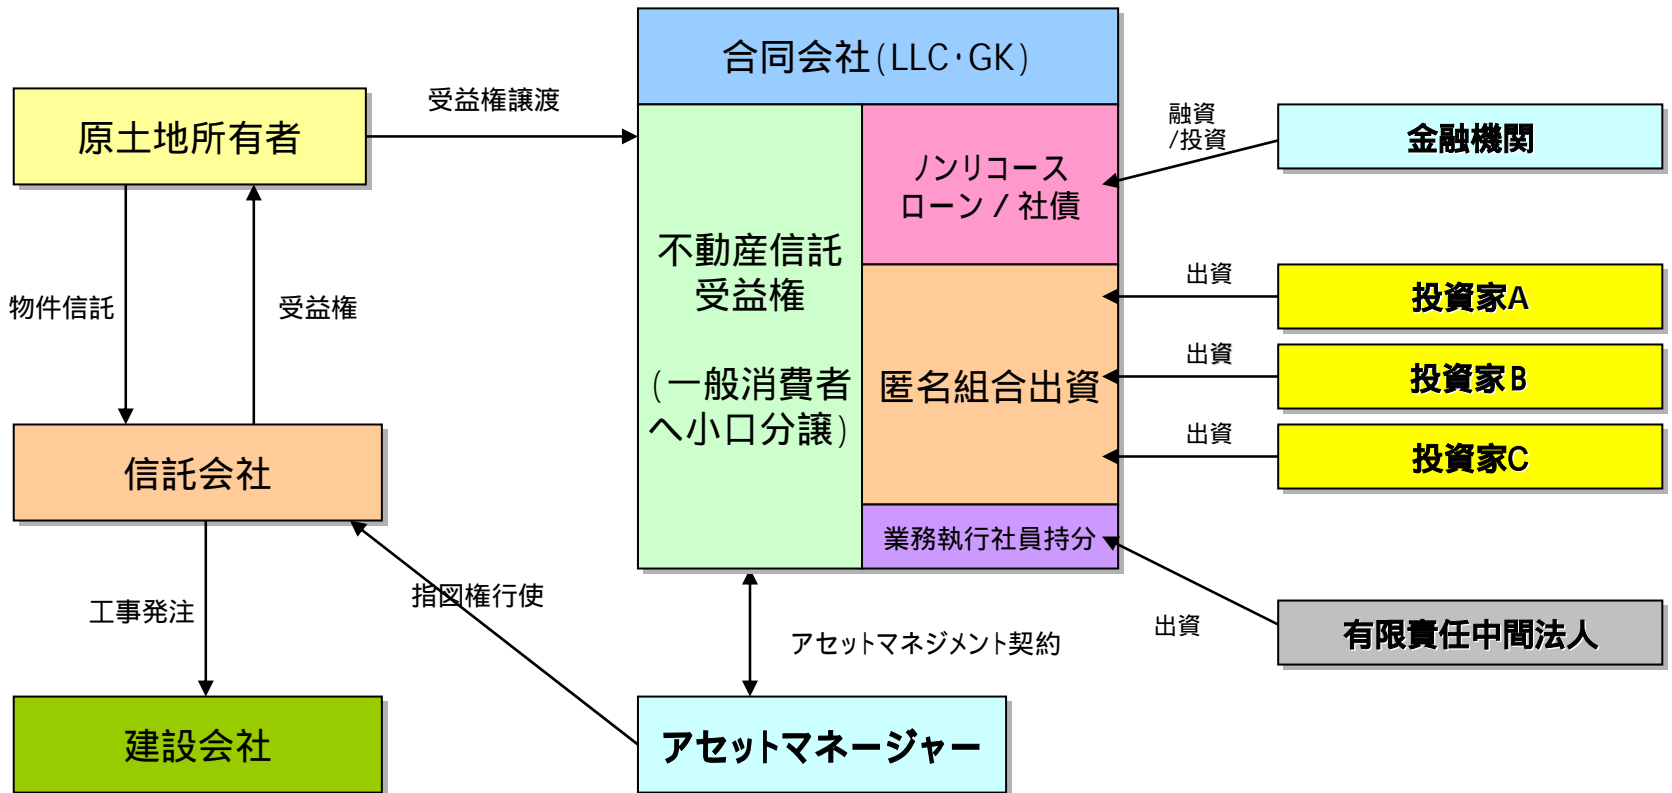 合同会社(LLC・GK)
受益権譲渡
原土地所有者
融資
/投資
金融機関
ノンリコース
ローン / 社債
不動産信託
受益権
(一般消費者
へ小口分譲)
出資
投資家A
物件信託
受益権
出資
投資家B
匿名組合出資
出資
投資家C
信託会社
業務執行社員持分
指図権行使
工事発注
出資
有限責任中間法人
アセットマネジメント契約
建設会社
アセットマネージャー